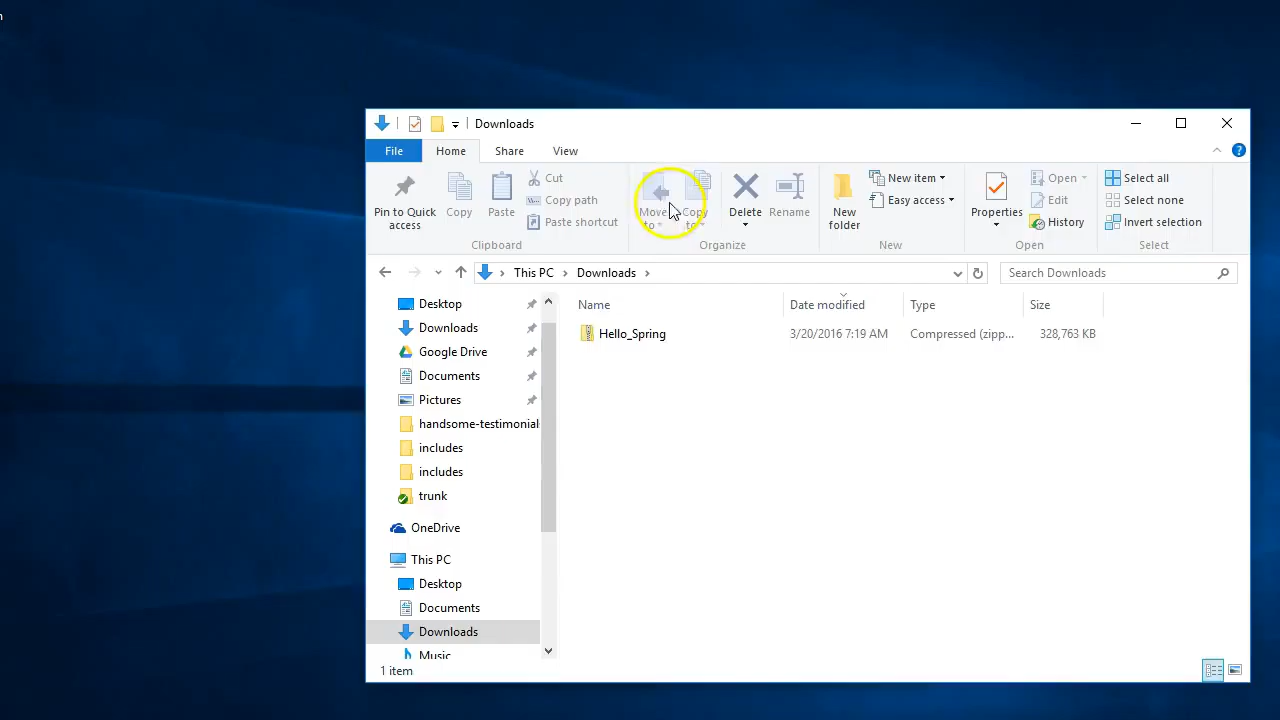 n
Downloads
File Home Share View
Pin to Quick access
Copy
Paste
Cut
Copy path
Paste shortcut
Clipboard
Move to
Copy to
Delete
Rename
Organize
New folder
New item
Easy access
New
Properties
Open
Edit
History
Open
Select all
Select none
Invert selection
Select
This PC > Downloads >
Search Downloads
Name Date modified Type Size
Hello_Spring 3/20/2016 7:19 AM Compressed (zipp... 328,763 KB
Desktop
Downloads
Google Drive
Documents
Pictures
handsome-testimonial
includes
includes
trunk
OneDrive
This PC
Desktop
Documents
Downloads
Music
1 item